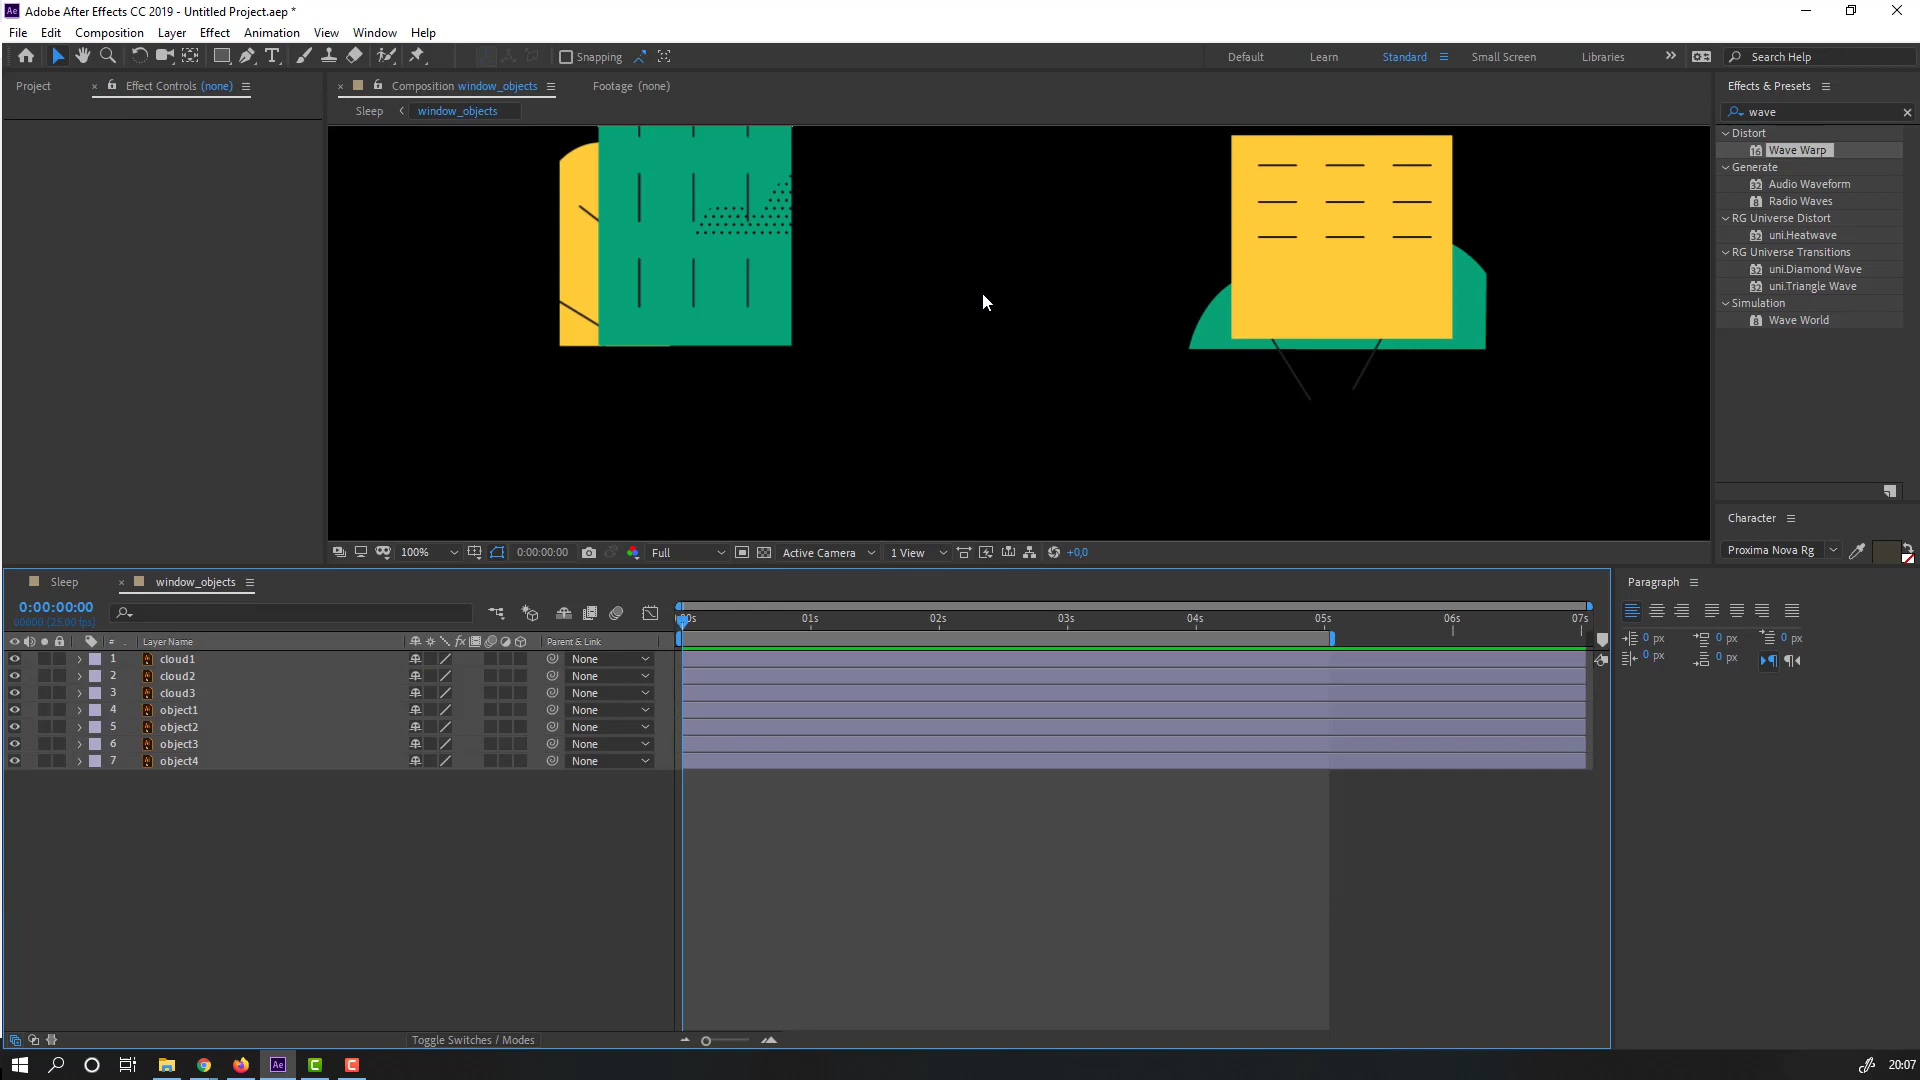 Ae Adobe After Effects CC 2019 - Untitled Project.aep *
File Edit Composition Layer Effect Animation View Window Help
Snapping Default Learn Standard Small Screen Libraries Search Help
Project × Effect Controls (none) × Composition window_objects Footage (none) Effects & Presets
Sleep window_objects wave
Distort
Wave Warp
Generate
Audio Waveform
Radio Waves
RG Universe Distort
uni.Heatwave
RG Universe Transitions
uni.Diamond Wave
uni.Triangle Wave
Simulation
Wave World
Character
100% 0:00:00:00 Full Active Camera 1 View +0,0
Proxima Nova Rg
Sleep × window_objects Paragraph
0:00:00:00
00000 (25.00 fps)
01s 02s 03s 04s 05s 06s 07s
# Layer Name Parent & Link
0 px 0 px 0 px
0 px 0 px
1 cloud1 None
2 cloud2 None
3 cloud3 None
4 object1 None
5 object2 None
6 object3 None
7 object4 None
Toggle Switches / Modes
Ae 20:07